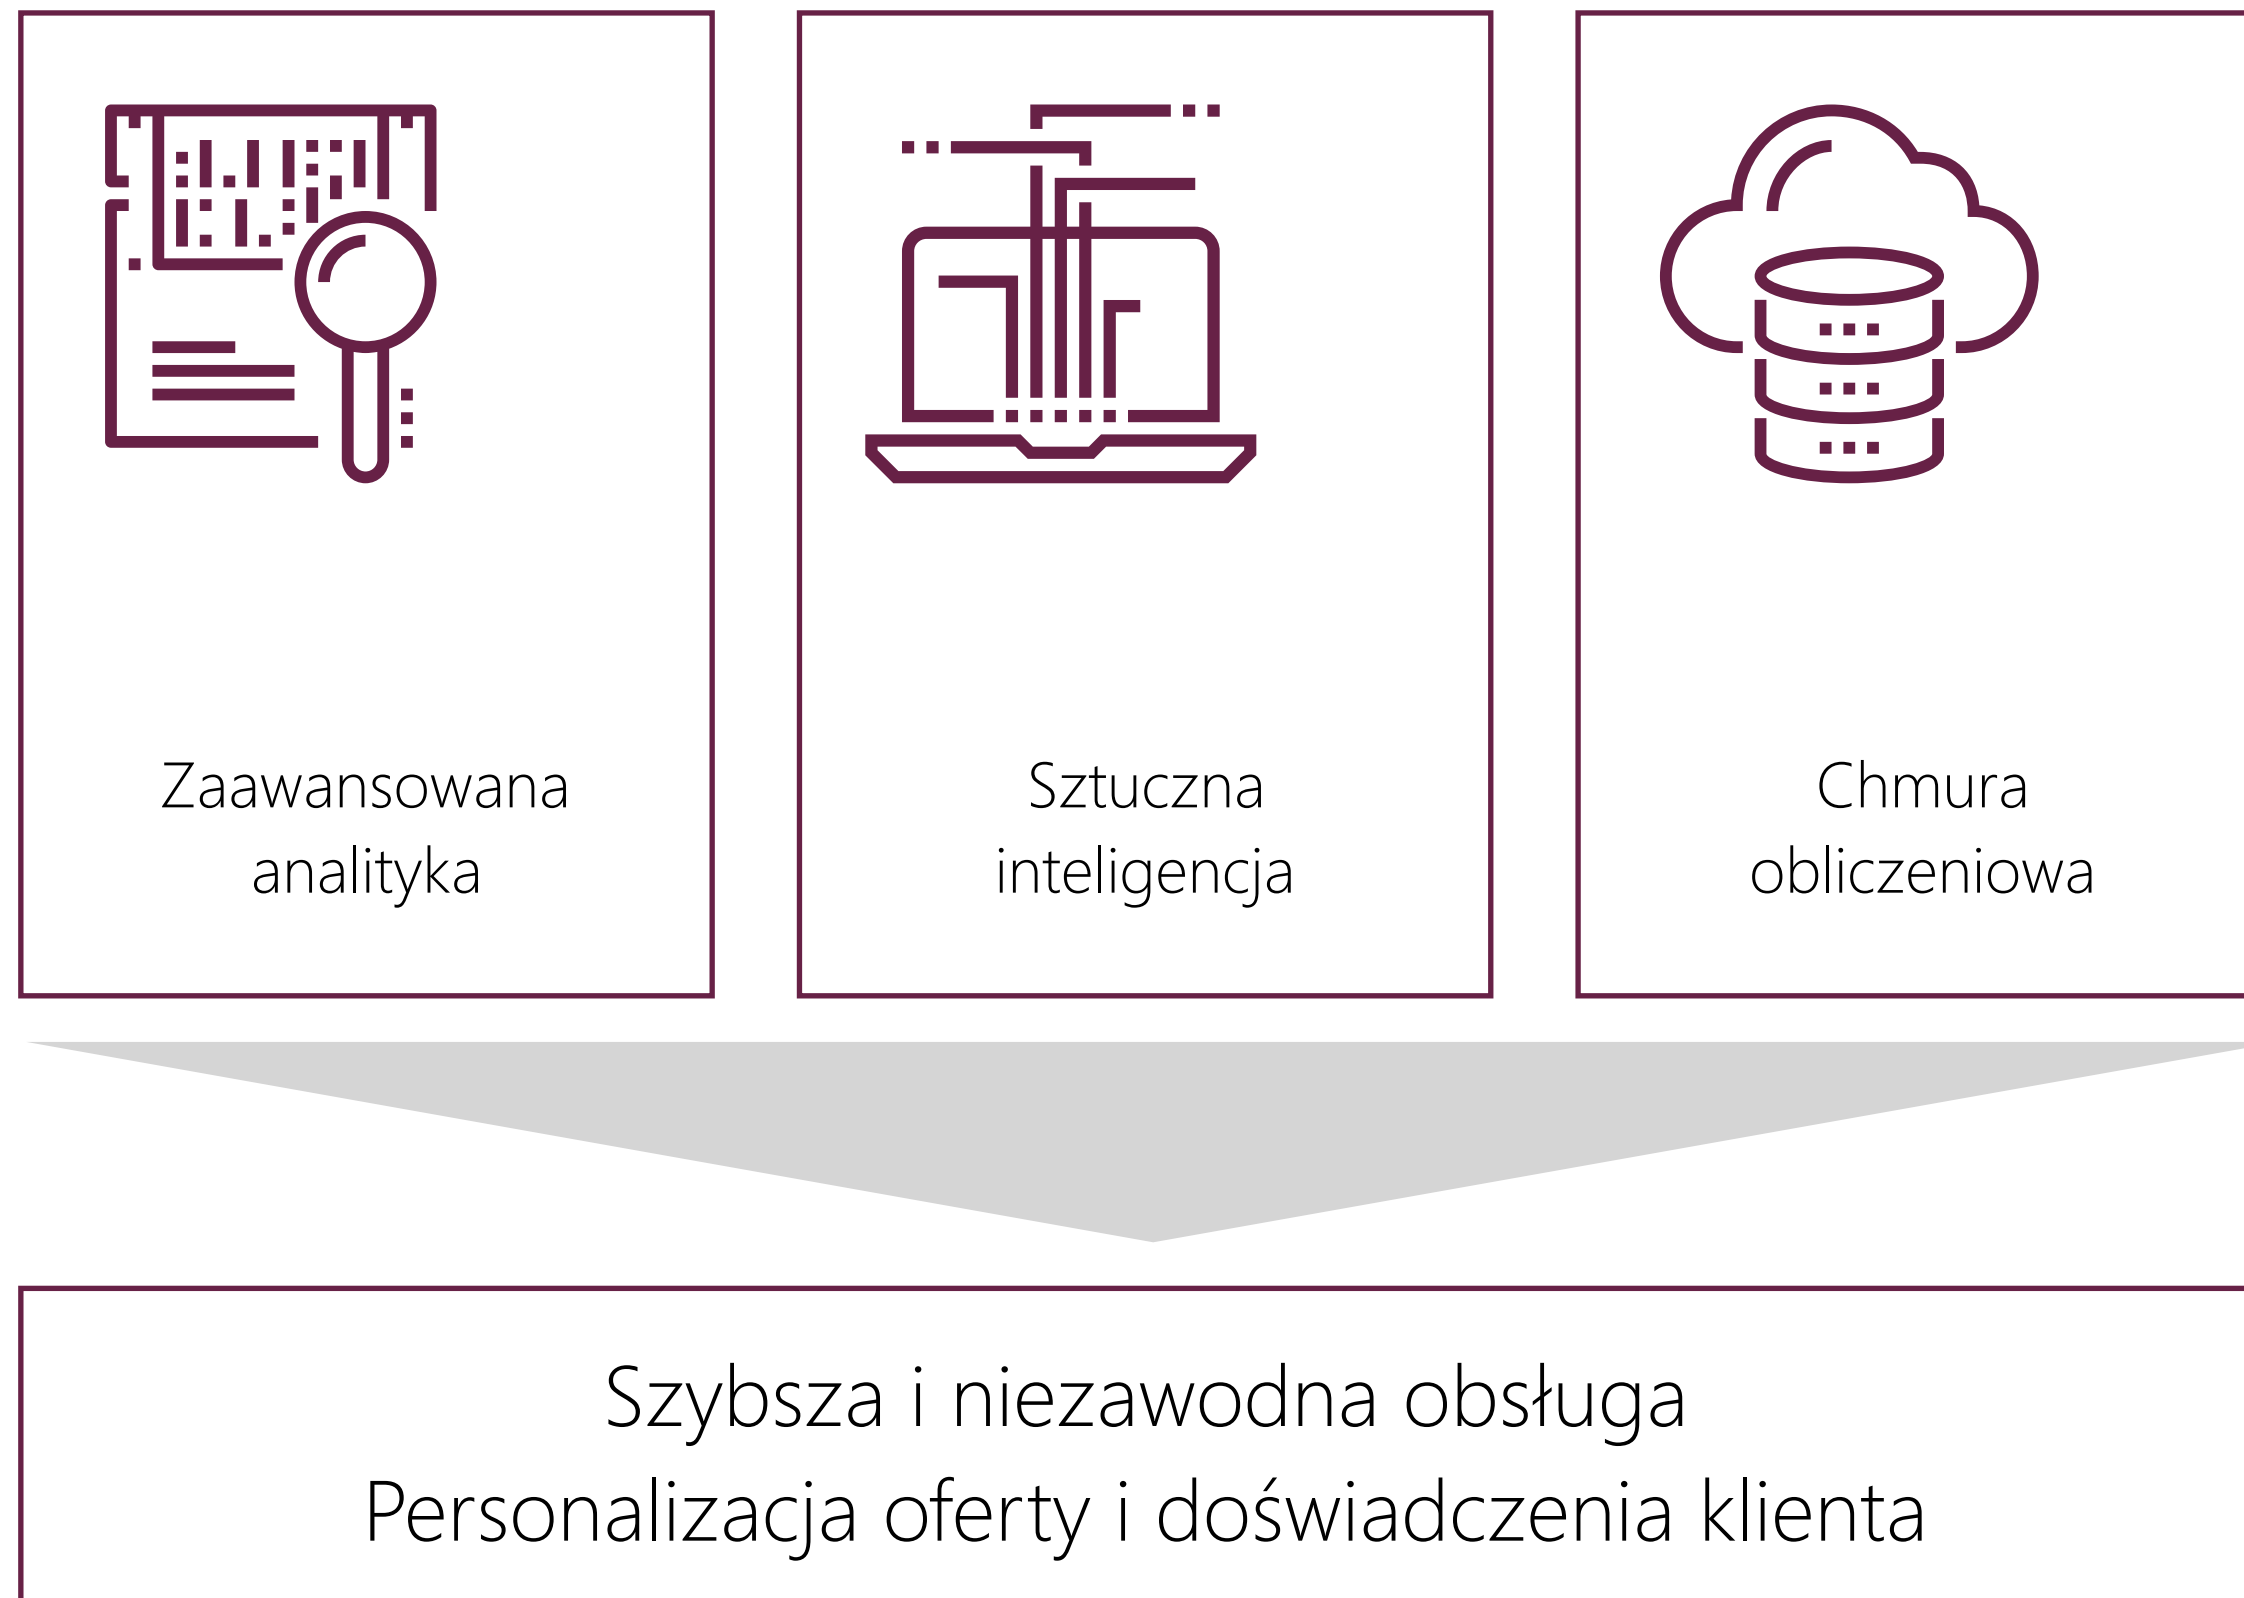 Zaawansowana
analityka
Sztuczna
inteligencja
Chmura
obliczeniowa
Szybsza i niezawodna obsługa
Personalizacja oferty i doświadczenia klienta